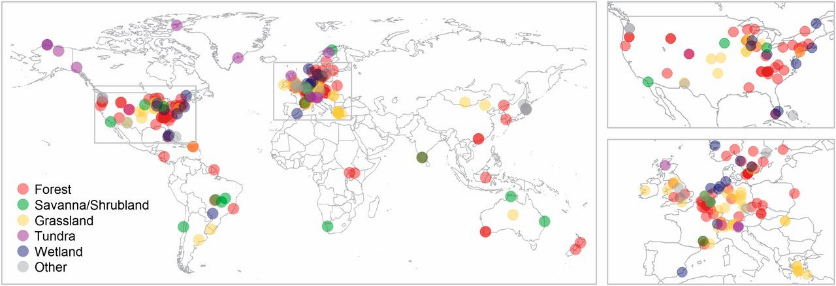 Forest
Savanna/Shrubland
Grassland
Tundra
Wetland
Other